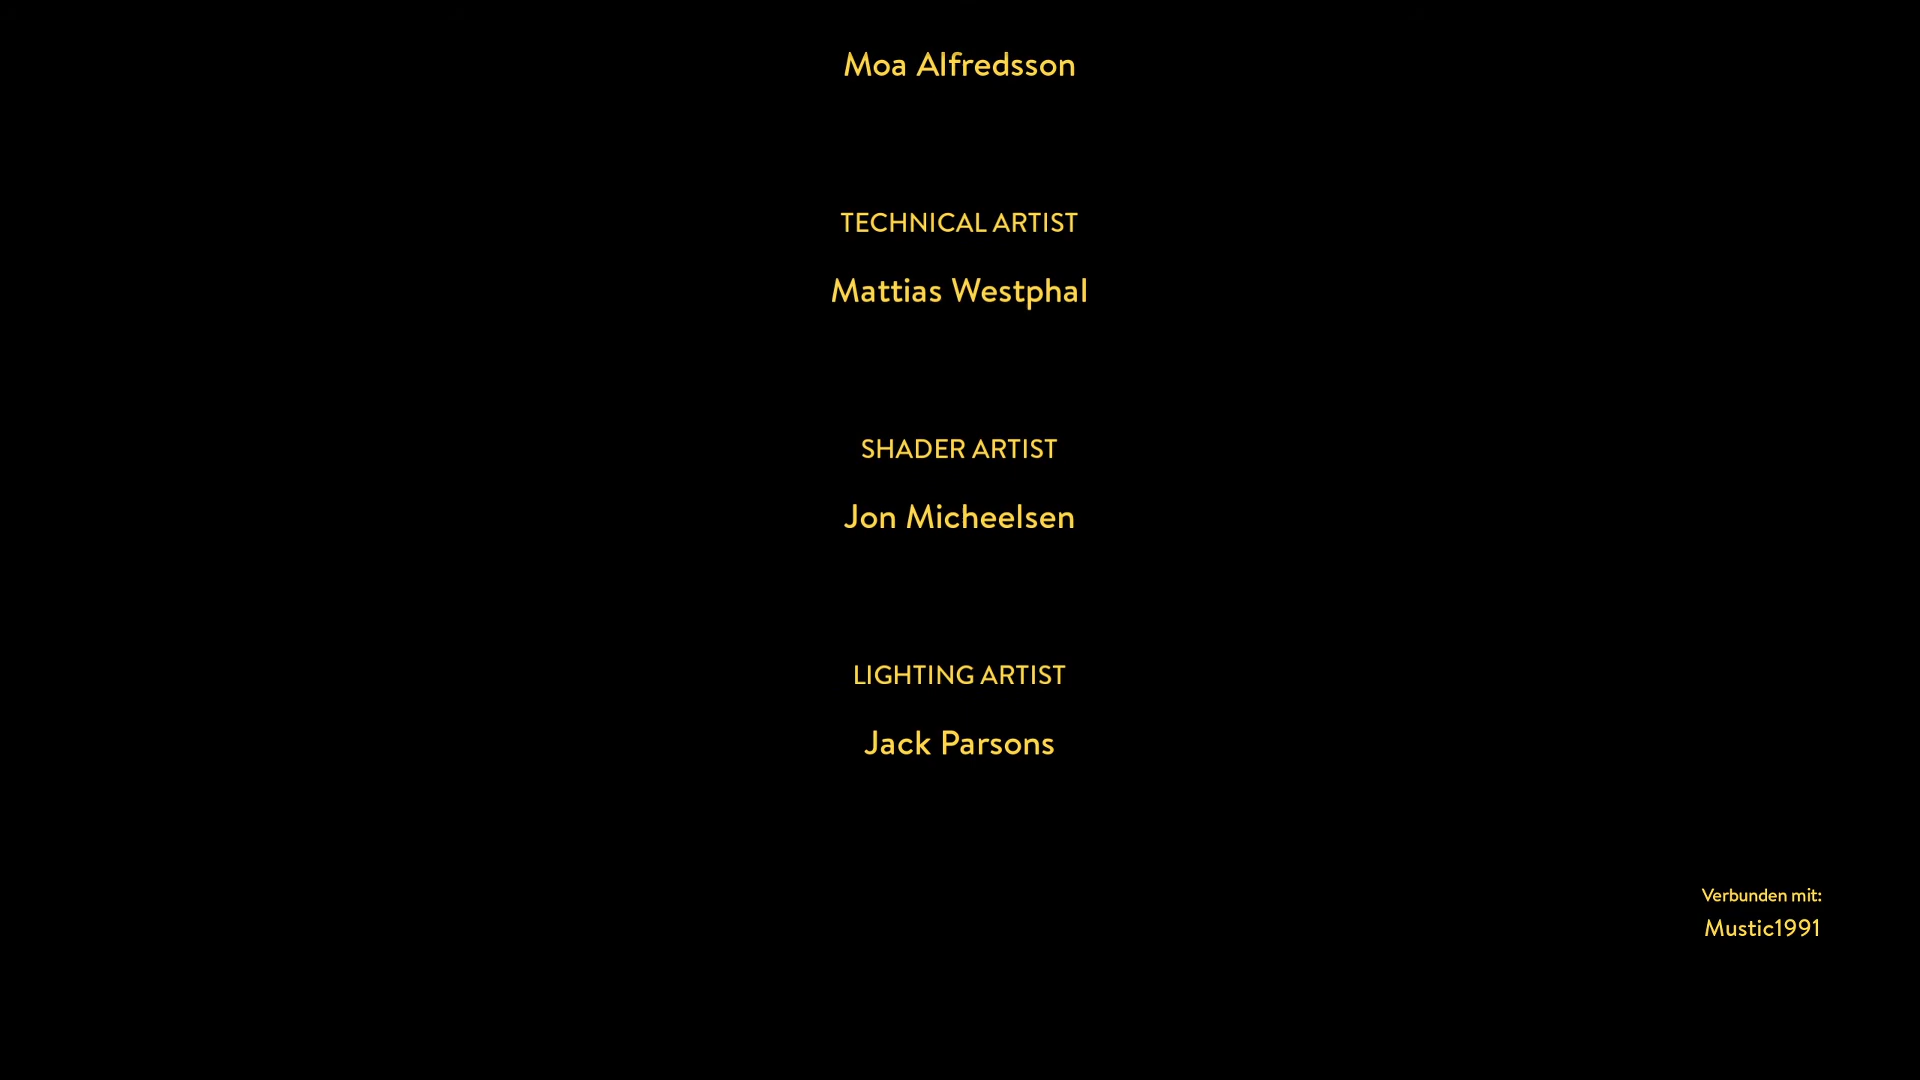 Moa Alfredsson
TECHNICAL ARTIST
Mattias Westphal
SHADER ARTIST
Jon Micheelsen
LIGHTING ARTIST
Jack Parsons
Verbunden mit:
Mustic1991